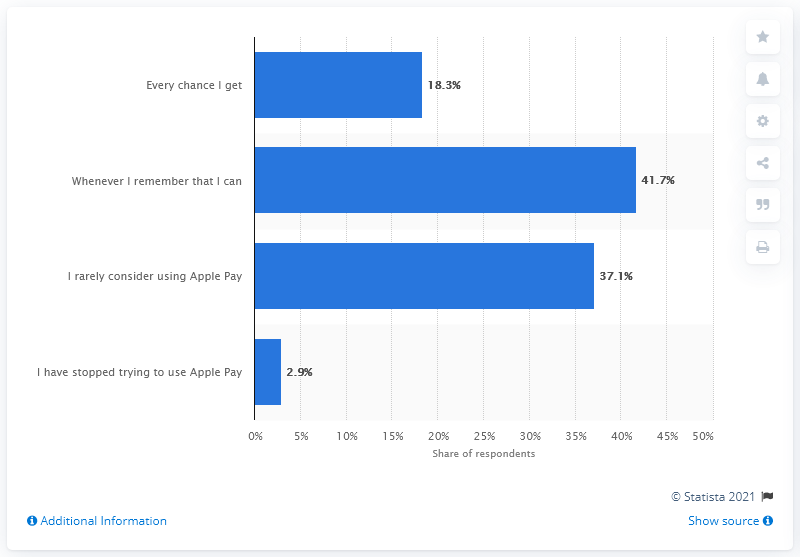 Every chance I get
18.3%
Whenever I remember that I can
41.7%
I rarely consider using Apple Pay
37.1%
I have stopped trying to use Apple Pay
2.9%
0% 5% 10% 15% 20% 25% 30% 35% 40% 45% 50%
Share of respondents
© Statista 2021
Additional Information
Show source